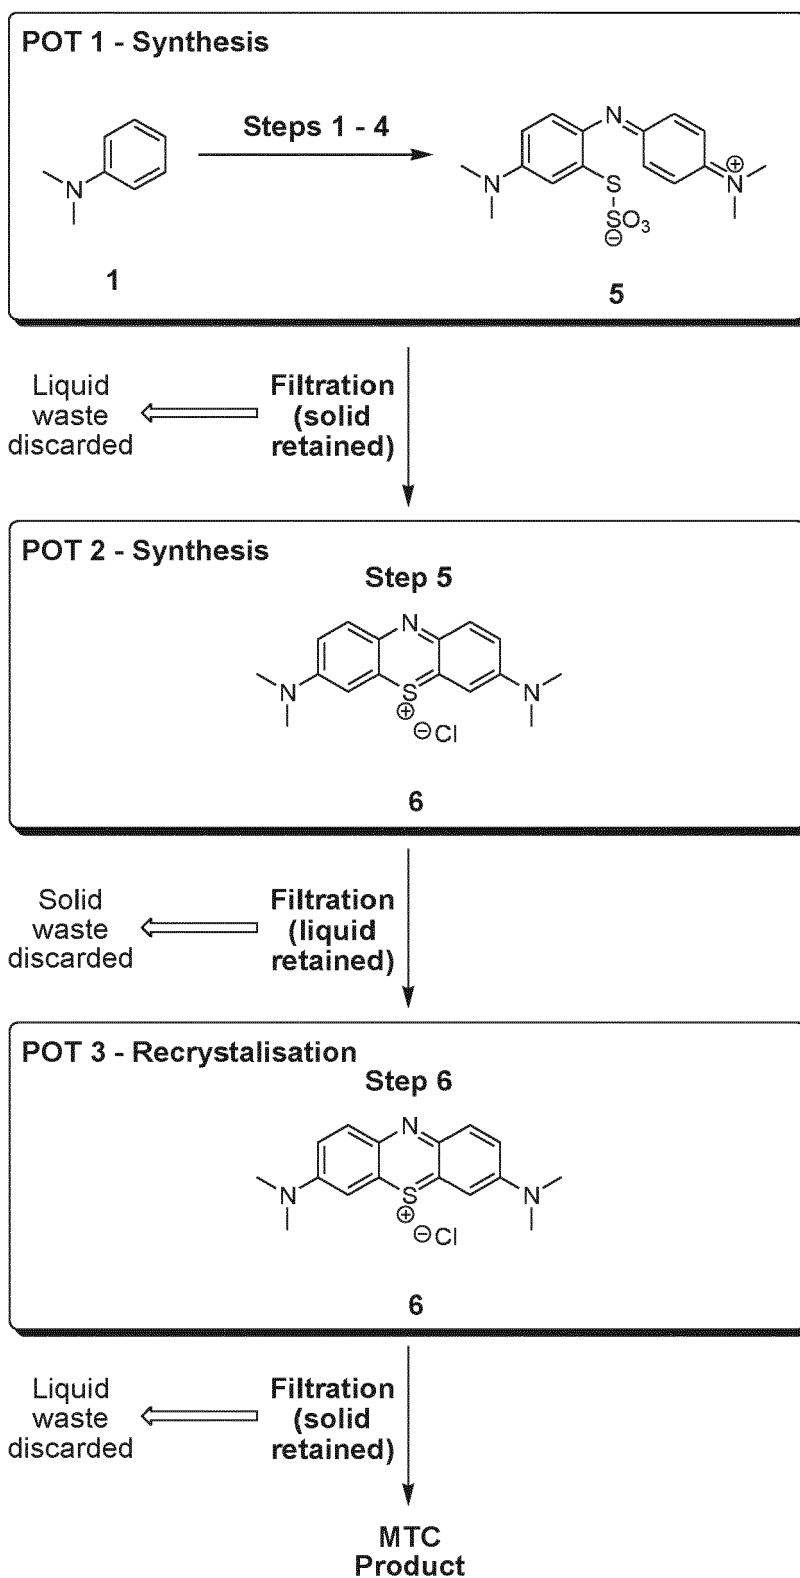 POT 1 - Synthesis
Steps 1 - 4
N
N
N
⊕
S
SO3
⊖
N
1
5
Liquid
waste
discarded
Filtration
(solid
retained)
POT 2 - Synthesis
Step 5
N
N
S
N
⊕
⊖Cl
6
Solid
waste
discarded
Filtration
(liquid
retained)
POT 3 - Recrystalisation
Step 6
N
N
S
N
⊕
⊖Cl
6
Liquid
waste
discarded
Filtration
(solid
retained)
MTC
Product